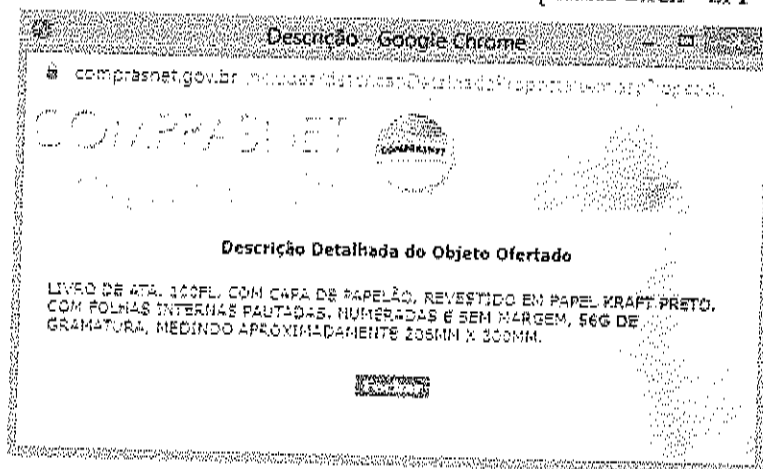 Descrição - Google Chrome
comprasnet.gov.br
COMPRASNET
COMPRASNET
Descrição Detalhada do Objeto Ofertado
LIVRO DE ATA, 100FL, COM CAPA DE PAPELÃO, REVESTIDO EM PAPEL KRAFT PRETO,
COM FOLHAS INTERNAS PAUTADAS, NUMERADAS E SEM MARGEM, 56G DE
GRAMATURA, MEDINDO APROXIMADAMENTE 206MM X 300MM.